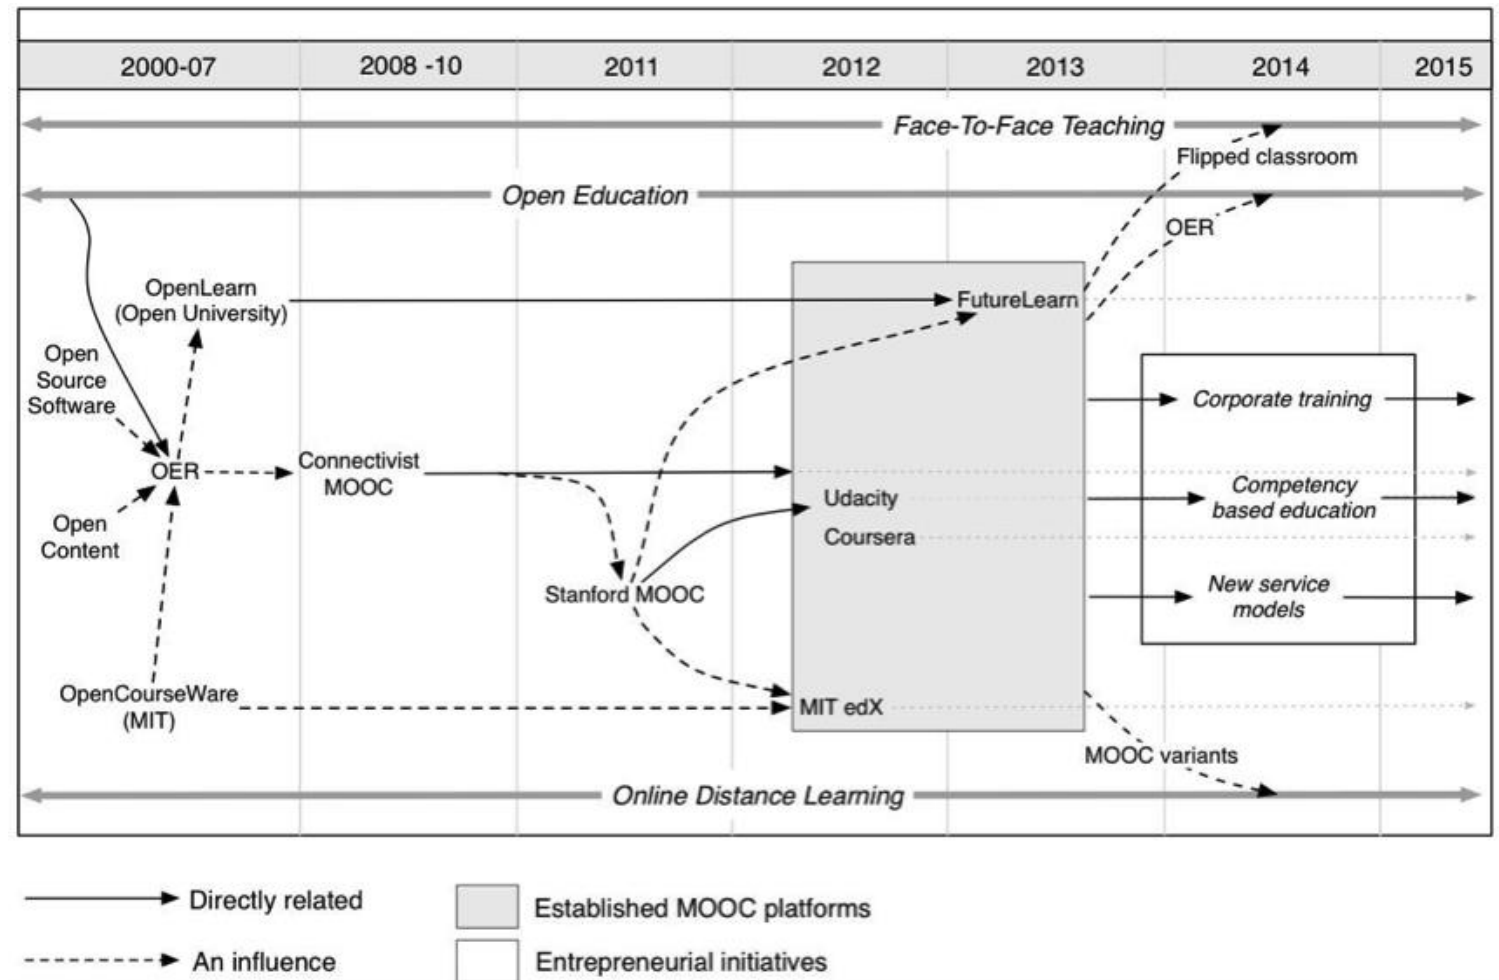 2000-07
2008 -10
2011
2012
2013
2014
2015
Face-To-Face Teaching
Flipped classroom
Open Education
OER
OpenLearn
(Open University)
FutureLearn
Open
Source
Software
Corporate training
OER
Connectivist
MOOC
Udacity
Coursera
Competency
based education
Open
Content
Stanford MOOC
New service
models
OpenCourseWare
(MIT)
MIT edX
MOOC variants
Online Distance Learning
Directly related
Established MOOC platforms
An influence
Entrepreneurial initiatives